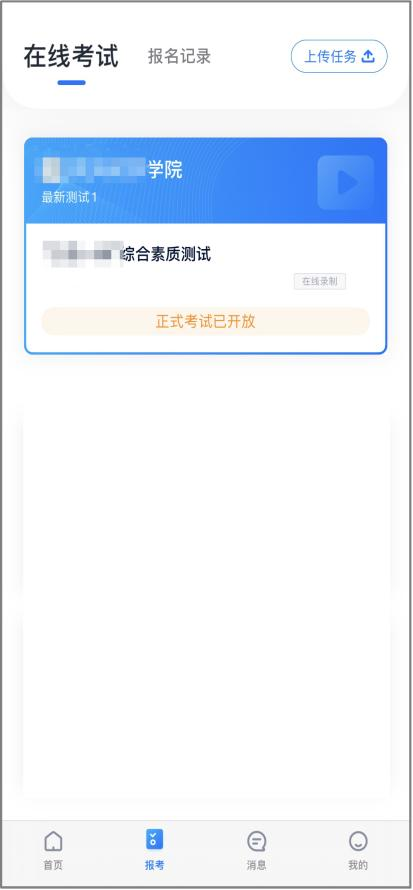 在线考试
报名记录
上传任务
学院
最新测试1
综合素质测试
在线录制
正式考试已开放
首页
报考
消息
我的